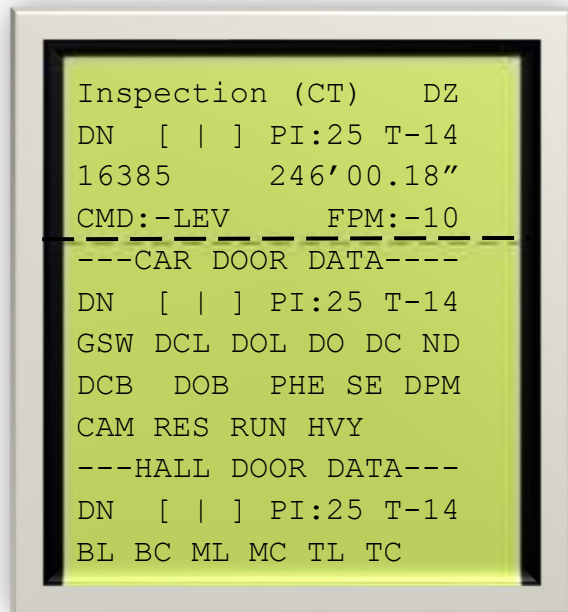 Inspection (CT) DZ
DN [ | ] PI:25 T-14
16385 246’00.18”
CMD:-LEV FPM:-10
---CAR DOOR DATA----
DN [ | ] PI:25 T-14
GSW DCL DOL DO DC ND
DCB DOB PHE SE DPM
CAM RES RUN HVY
---HALL DOOR DATA---
DN [ | ] PI:25 T-14
BL BC ML MC TL TC